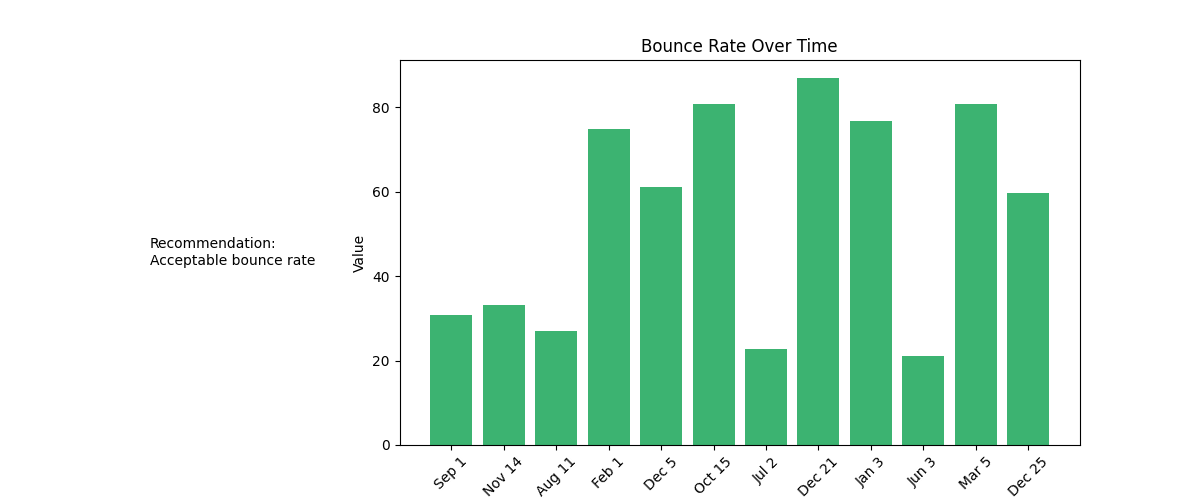 Bounce Rate Over Time
Recommendation:
Acceptable bounce rate
Value
80
60
40
20
0
Sep 1
Nov 14
Aug 11
Feb 1
Dec 5
Oct 15
Jul 2
Dec 21
Jan 3
Jun 3
Mar 5
Dec 25